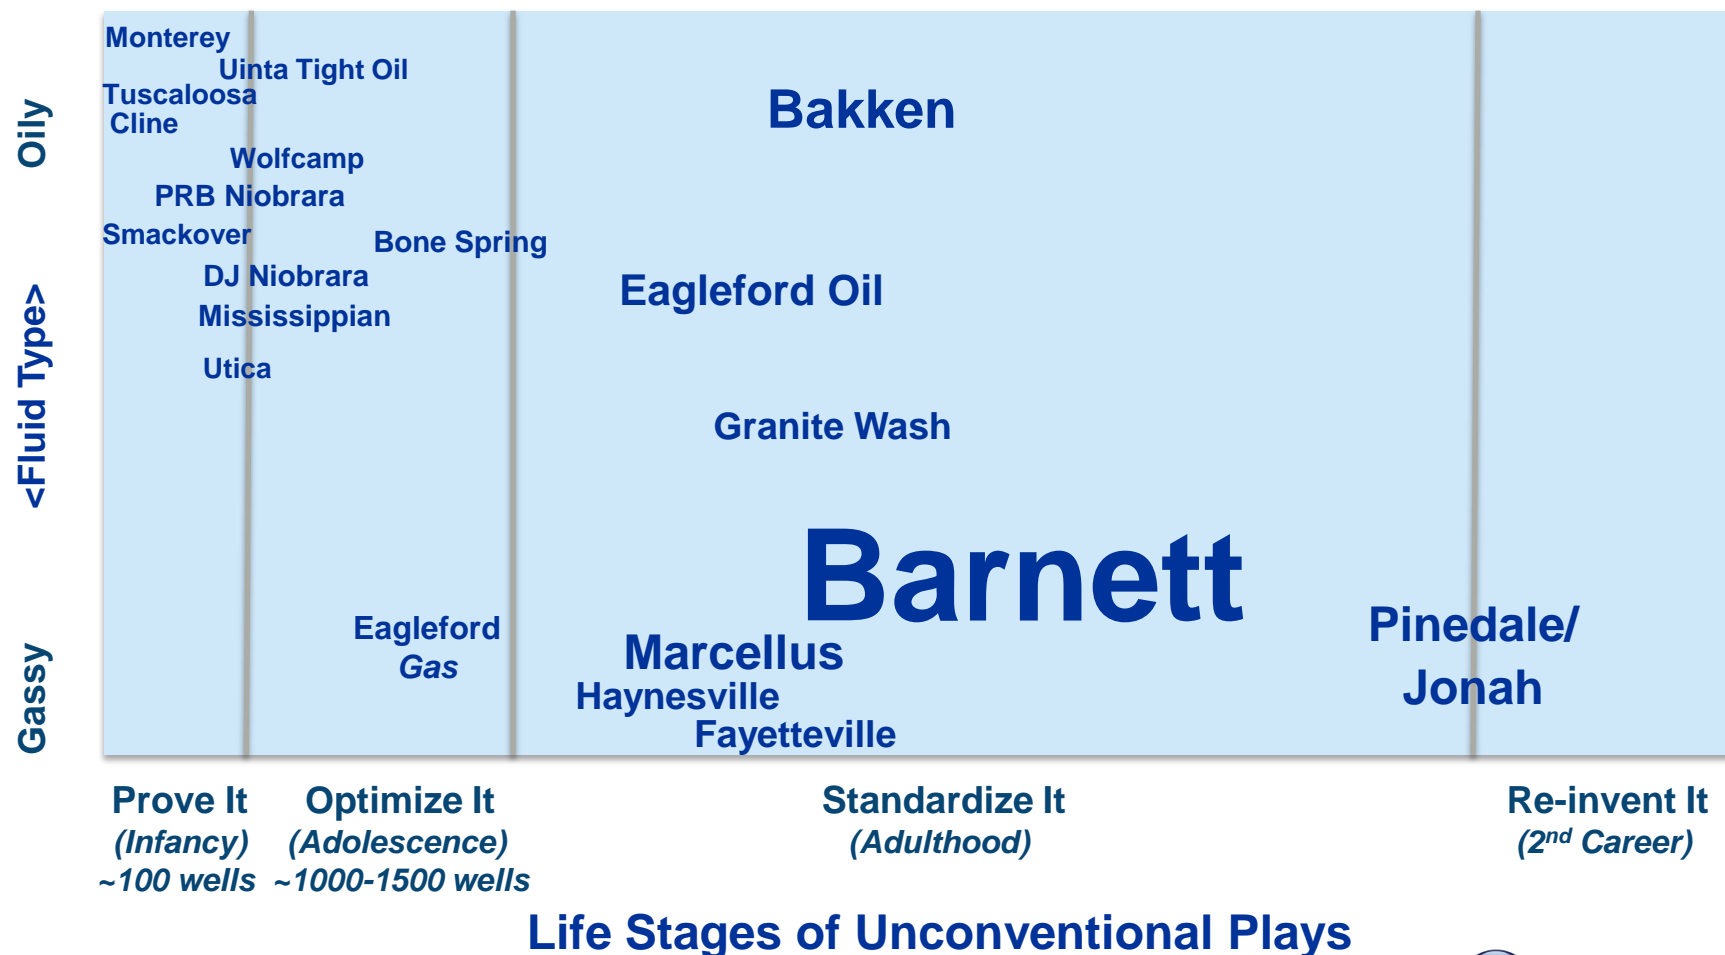 Monterey
Uinta Tight Oil
Tuscaloosa
Cline
Bakken
Wolfcamp
PRB Niobrara
Smackover
Bone Spring
DJ Niobrara
Eagleford Oil
Mississippian
Utica
Granite Wash
Barnett
Eagleford
Gas
Marcellus
Haynesville
Fayetteville
Pinedale/
Jonah
Oily
<Fluid Type>
Gassy
Prove It
(Infancy)
~100 wells
Optimize It
(Adolescence)
~1000-1500 wells
Standardize It
(Adulthood)
Re-invent It
(2nd Career)
Life Stages of Unconventional Plays